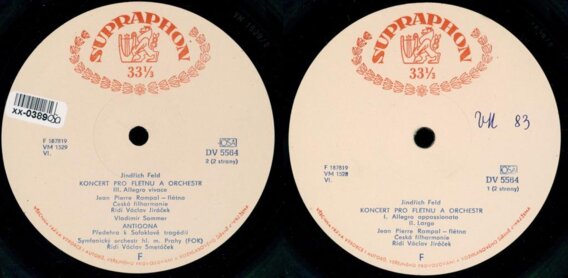 SUPRAPHON
33⅓
xx-0389
F 187819
VM 1529
VI.
OSA
DV 5564
2 (2 strany)
Jindřich Feld
KONCERT PRO FLÉTNU A ORCHESTR
III. Allegro vivace
Jean Pierre Rampal – flétna
Česká filharmonie
Řídí Václav Jiráček
Vladimír Sommer
ANTIGONA
Předehra k Sofoklově tragédii
Symfonický orchestr hl. m. Prahy (FOK)
Řídí Václav Smetáček
F
SUPRAPHON
33⅓
VM 83
F 187819
VM 1528
VI.
OSA
DV 5564
1 (2 strany)
Jindřich Feld
KONCERT PRO FLÉTNU A ORCHESTR
I. Allegro appassionato
II. Largo
Jean Pierre Rampal – flétna
Česká filharmonie
Řídí Václav Jiráček
F